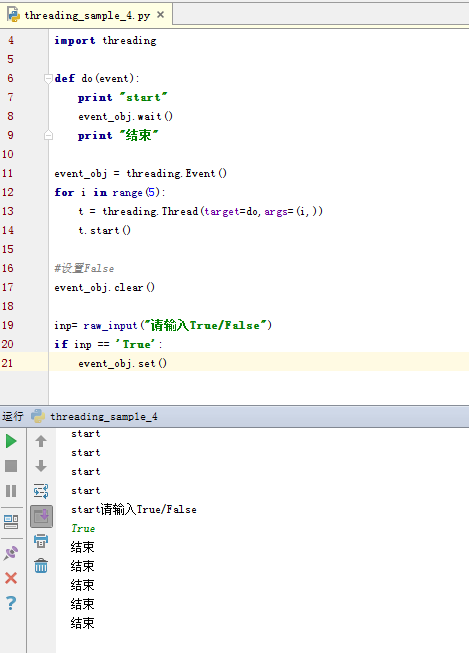 threading_sample_4.py ×
4 import threading
5
6 def do(event):
7 print "start"
8 event_obj.wait()
9 print "结束"
10
11 event_obj = threading.Event()
12 for i in range(5):
13 t = threading.Thread(target=do,args=(i,))
14 t.start()
15
16 #设置False
17 event_obj.clear()
18
19 inp= raw_input("请输入True/False")
20 if inp == 'True':
21 event_obj.set()
运行 threading_sample_4
start
start
start
start
start请输入True/False
True
结束
结束
结束
结束
结束